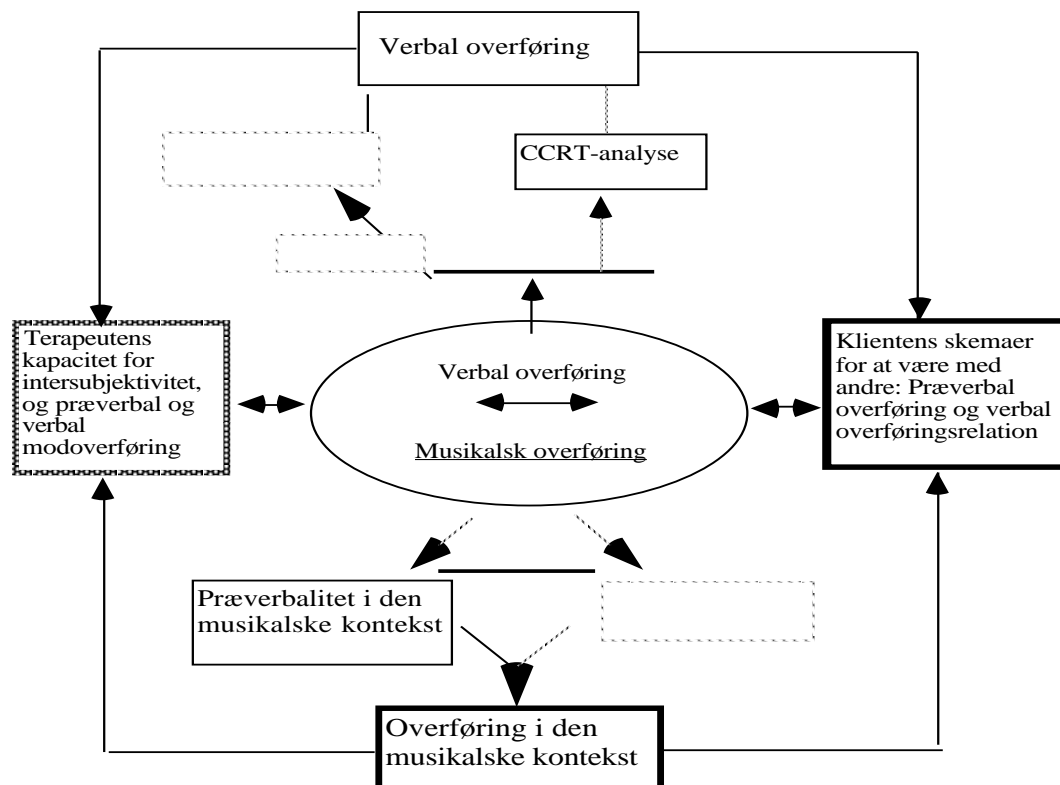 Verbal overføring
CCRT-analyse
Terapeutens
kapacitet for
intersubjektivitet,
og præverbal og
verbal
modoverføring
Verbal overføring
Musikalsk overføring
Klientens skemaer
for at være med
andre: Præverbal
overføring og verbal
overføringsrelation
Præverbalitet i den
musikalske kontekst
Overføring i den
musikalske kontekst